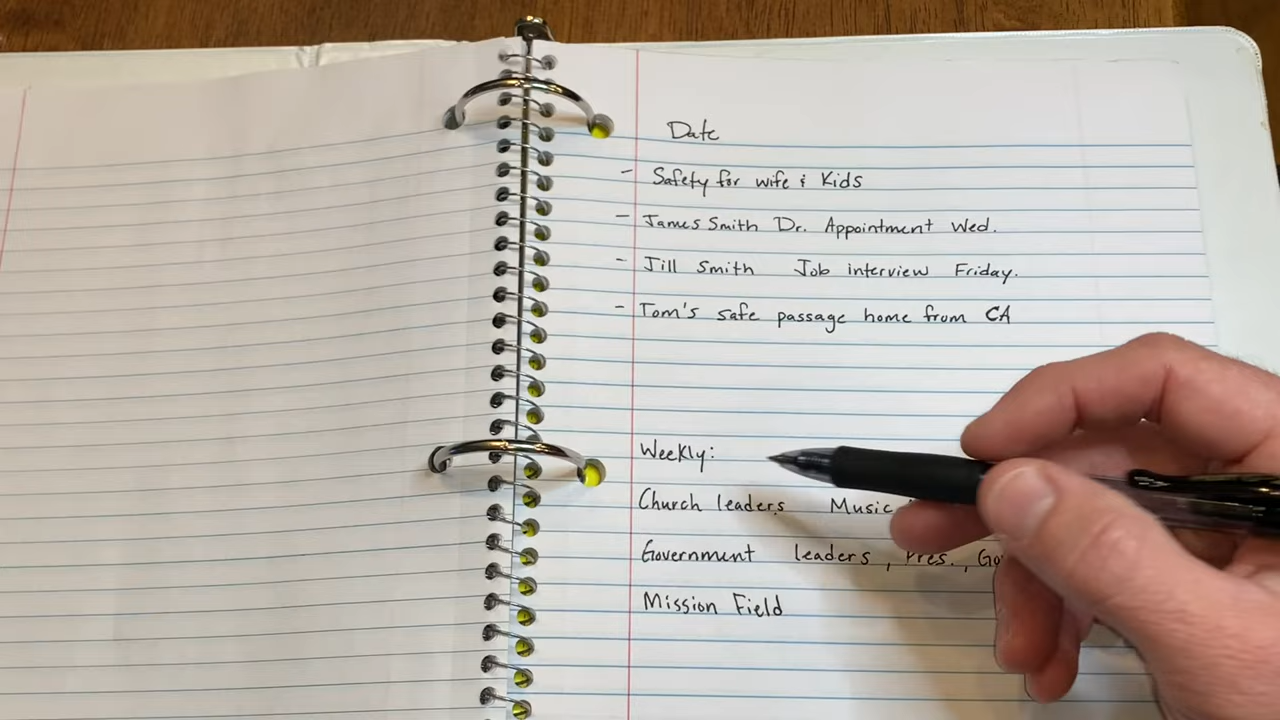 Date
- Safety for wife & Kids
- James Smith Dr. Appointment Wed.
- Jill Smith Job interview Friday.
- Tom's safe passage home from CA
Weekly:
Church leaders Music
Government leaders, Pres.,
Mission Field